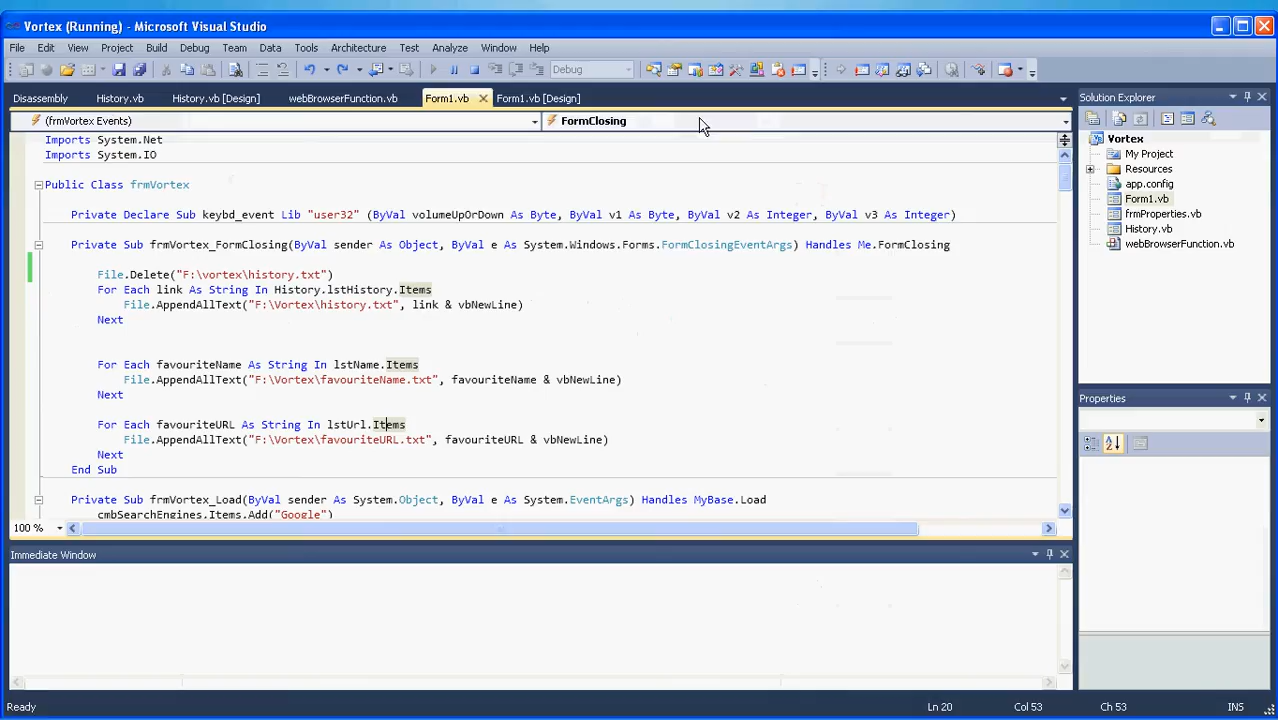 Vortex (Running) - Microsoft Visual Studio
File Edit View Project Build Debug Team Data Tools Architecture Test Analyze Window Help
Debug
Disassembly History.vb History.vb [Design] webBrowserFunction.vb Form1.vb Form1.vb [Design]
(frmVortex Events) FormClosing
Imports System.Net
Imports System.IO
Public Class frmVortex
Private Declare Sub keybd_event Lib "user32" (ByVal volumeUpOrDown As Byte, ByVal v1 As Byte, ByVal v2 As Integer, ByVal v3 As Integer)
Private Sub frmVortex_FormClosing(ByVal sender As Object, ByVal e As System.Windows.Forms.FormClosingEventArgs) Handles Me.FormClosing
File.Delete("F:\vortex\history.txt")
For Each link As String In History.lstHistory.Items
File.AppendAllText("F:\Vortex\history.txt", link & vbNewLine)
Next
For Each favouriteName As String In lstName.Items
File.AppendAllText("F:\Vortex\favouriteName.txt", favouriteName & vbNewLine)
Next
For Each favouriteURL As String In lstUrl.Items
File.AppendAllText("F:\Vortex\favouriteURL.txt", favouriteURL & vbNewLine)
Next
End Sub
Private Sub frmVortex_Load(ByVal sender As System.Object, ByVal e As System.EventArgs) Handles MyBase.Load
cmbSearchEngines.Items.Add("Google")
100 %
Immediate Window
Solution Explorer
Vortex
My Project
Resources
app.config
Form1.vb
frmProperties.vb
History.vb
webBrowserFunction.vb
Properties
Ready Ln 20 Col 53 Ch 53 INS